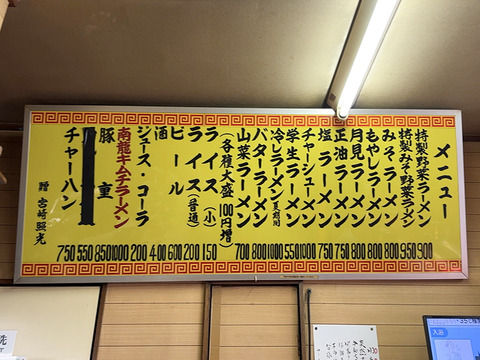 メニュー
特製野菜ラーメン 900
特製みそ野菜ラーメン 950
みそラーメン 800
もやしラーメン 800
月見ラーメン 800
正油ラーメン 750
塩ラーメン 750
チャーシューメン 1000
学生ラーメン 550
冷しラーメン 夏期間 1000
バターラーメン 800
山菜ラーメン 700
(各種大盛100円増)
ライス(小) 150
ライス(普通) 200
ビール 600
酒 400
ジュース・コーラ 200
南龍キムチラーメン 1000
豚重 850
550
チャーハン 750
贈 宮崎照光
入浴